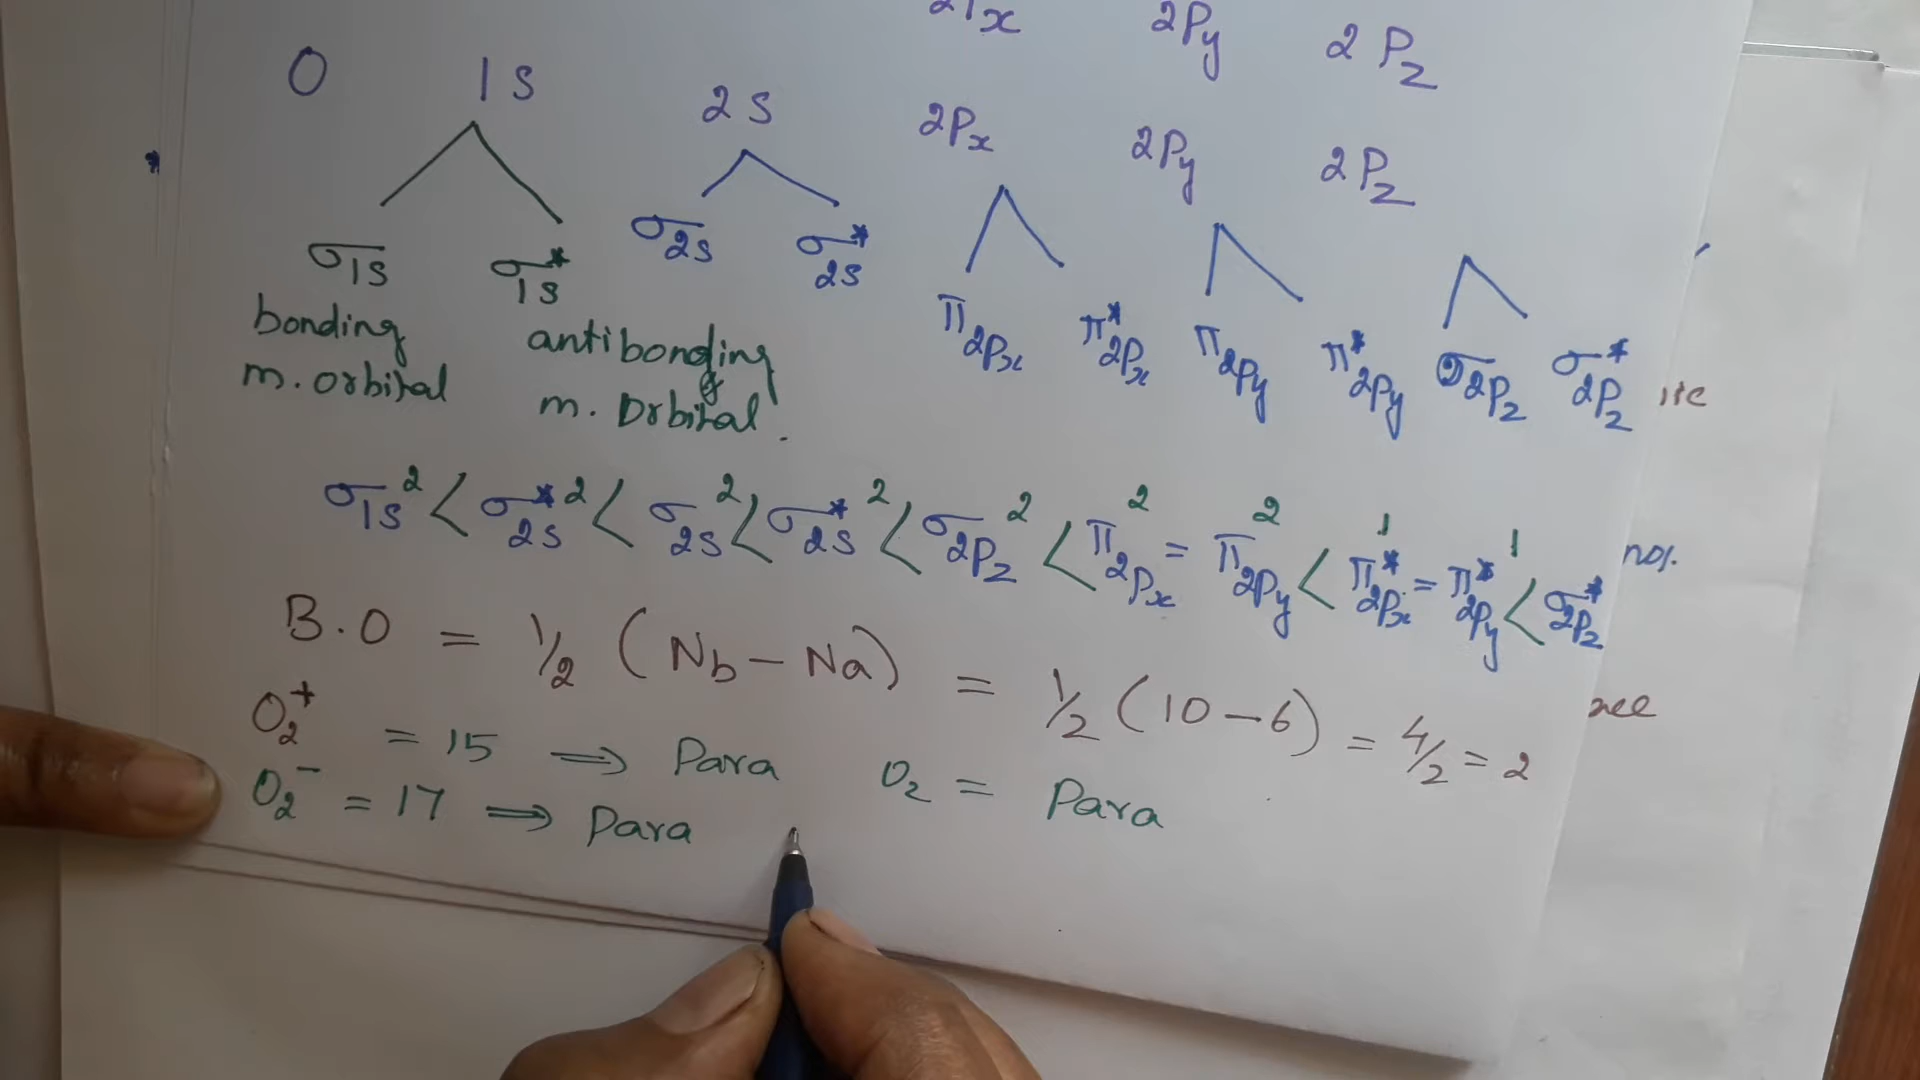 2Px 2Py 2Pz
O 1S 2S 2Px 2Py 2Pz
σ1s σ*1s σ2s σ*2s π2Px π*2Px π2Py π*2Py σ2Pz σ*2Pz
bonding antibonding
m. orbital m. Orbital.
σ1s² < σ*2s² < σ2s² < σ*2s² < σ2Pz² < π2Px² = π2Py² < π*2Px¹ = π*2Py¹ < σ*2Pz
B.O = 1/2 (Nb - Na) = 1/2 (10 - 6) = 4/2 = 2
O₂⁺ = 15 ⟹ Para O₂ = Para
O₂⁻ = 17 ⟹ Para